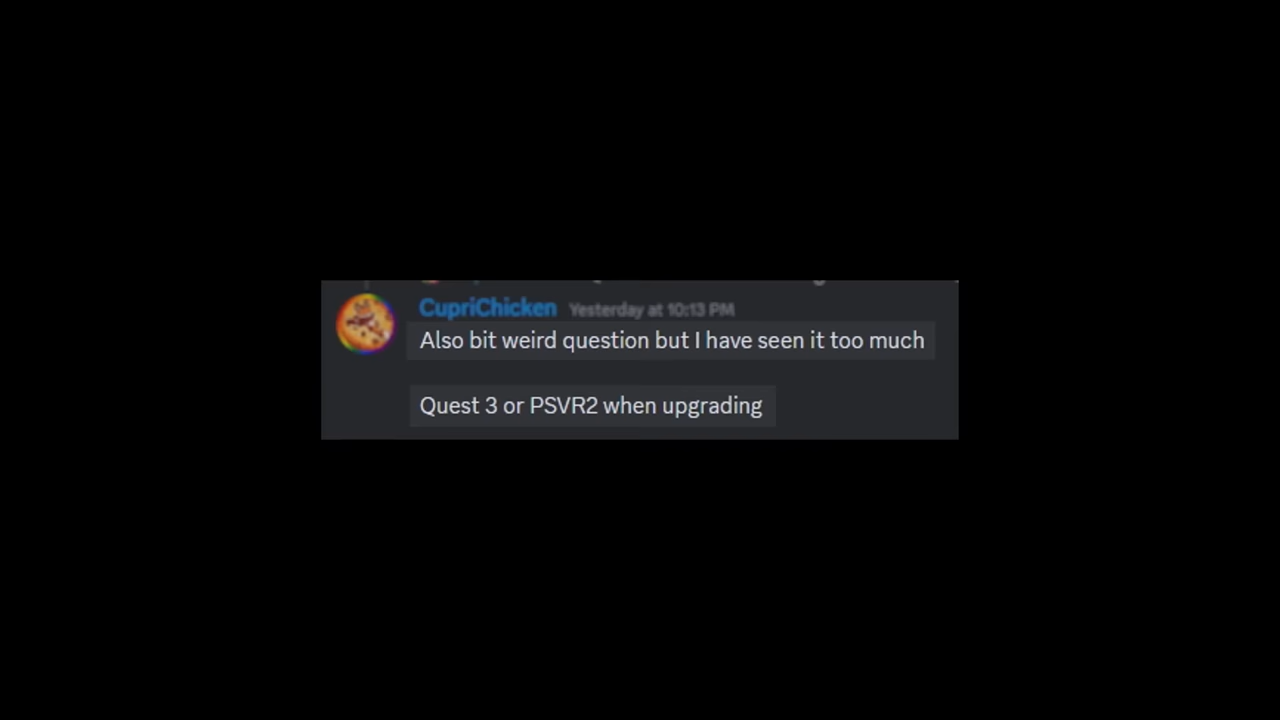 CupriChicken Yesterday at 10:13 PM
Also bit weird question but I have seen it too much
Quest 3 or PSVR2 when upgrading